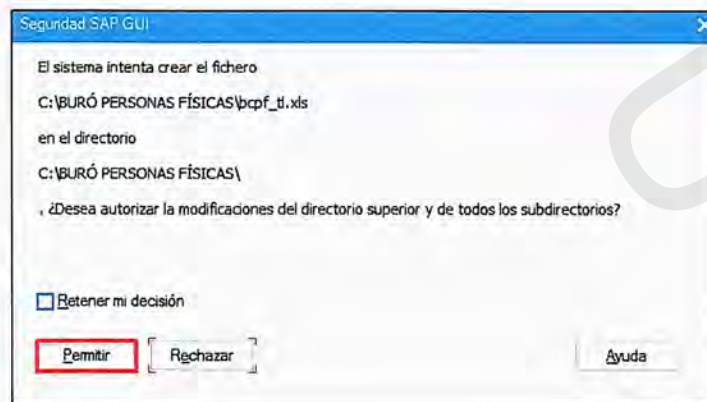 Seguridad SAP GUI
El sistema intenta crear el fichero
C:\BURÓ PERSONAS FÍSICAS\bcpf_tl.xls
en el directorio
C:\BURÓ PERSONAS FÍSICAS\
, ¿Desea autorizar la modificaciones del directorio superior y de todos los subdirectorios?
Retener mi decisión
Permitir Rechazar Ayuda